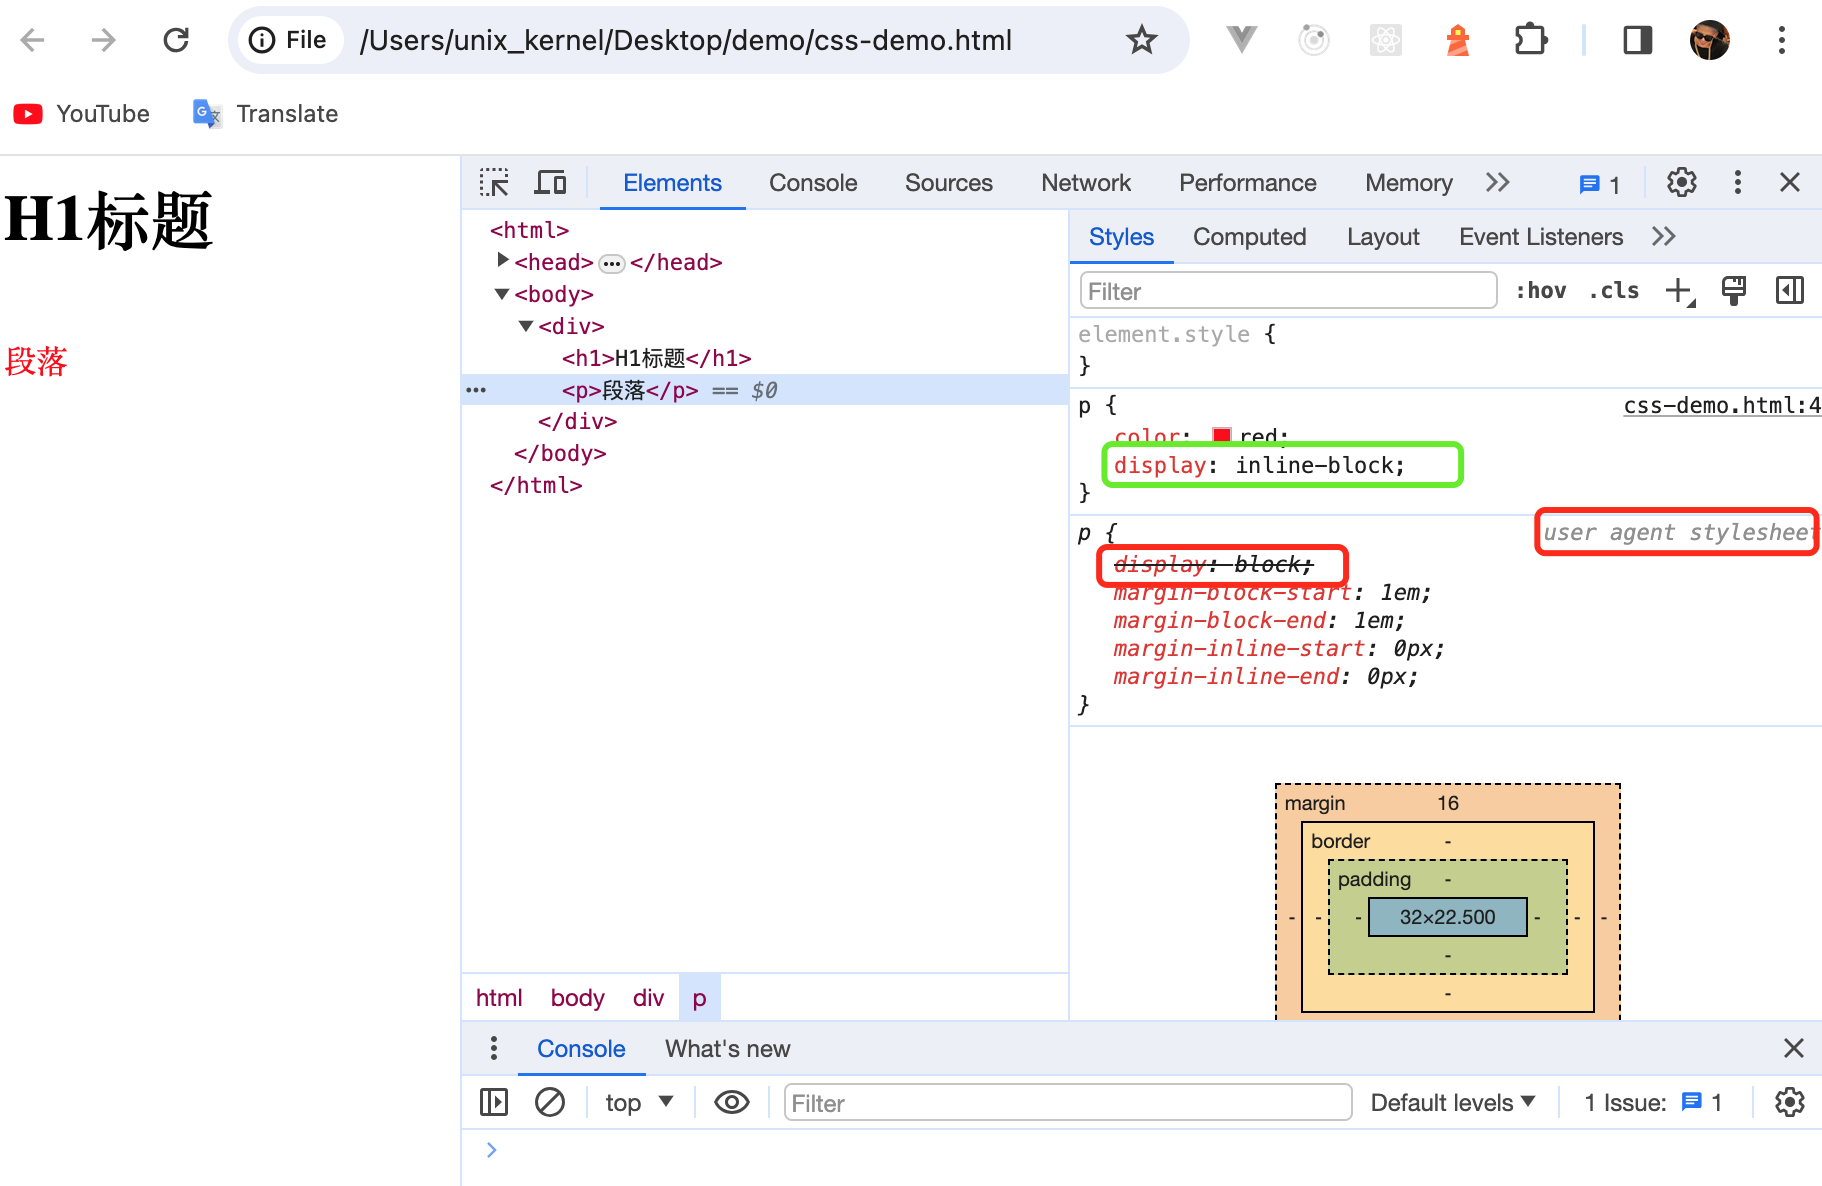 File /Users/unix_kernel/Desktop/demo/css-demo.html
YouTube Translate
H1标题
段落
Elements Console Sources Network Performance Memory 1
<html>
<head> ••• </head>
<body>
<div>
<h1>H1标题</h1>
••• <p>段落</p> == $0
</div>
</body>
</html>
html body div p
Styles Computed Layout Event Listeners
Filter :hov .cls
element.style {
}
p { css-demo.html:4
color: red;
display: inline-block;
}
p { user agent stylesheet
display: block;
margin-block-start: 1em;
margin-block-end: 1em;
margin-inline-start: 0px;
margin-inline-end: 0px;
}
margin 16
border -
padding -
- - - 32×22.500 - - -
-
-
Console What's new
top Filter Default levels 1 Issue: 1